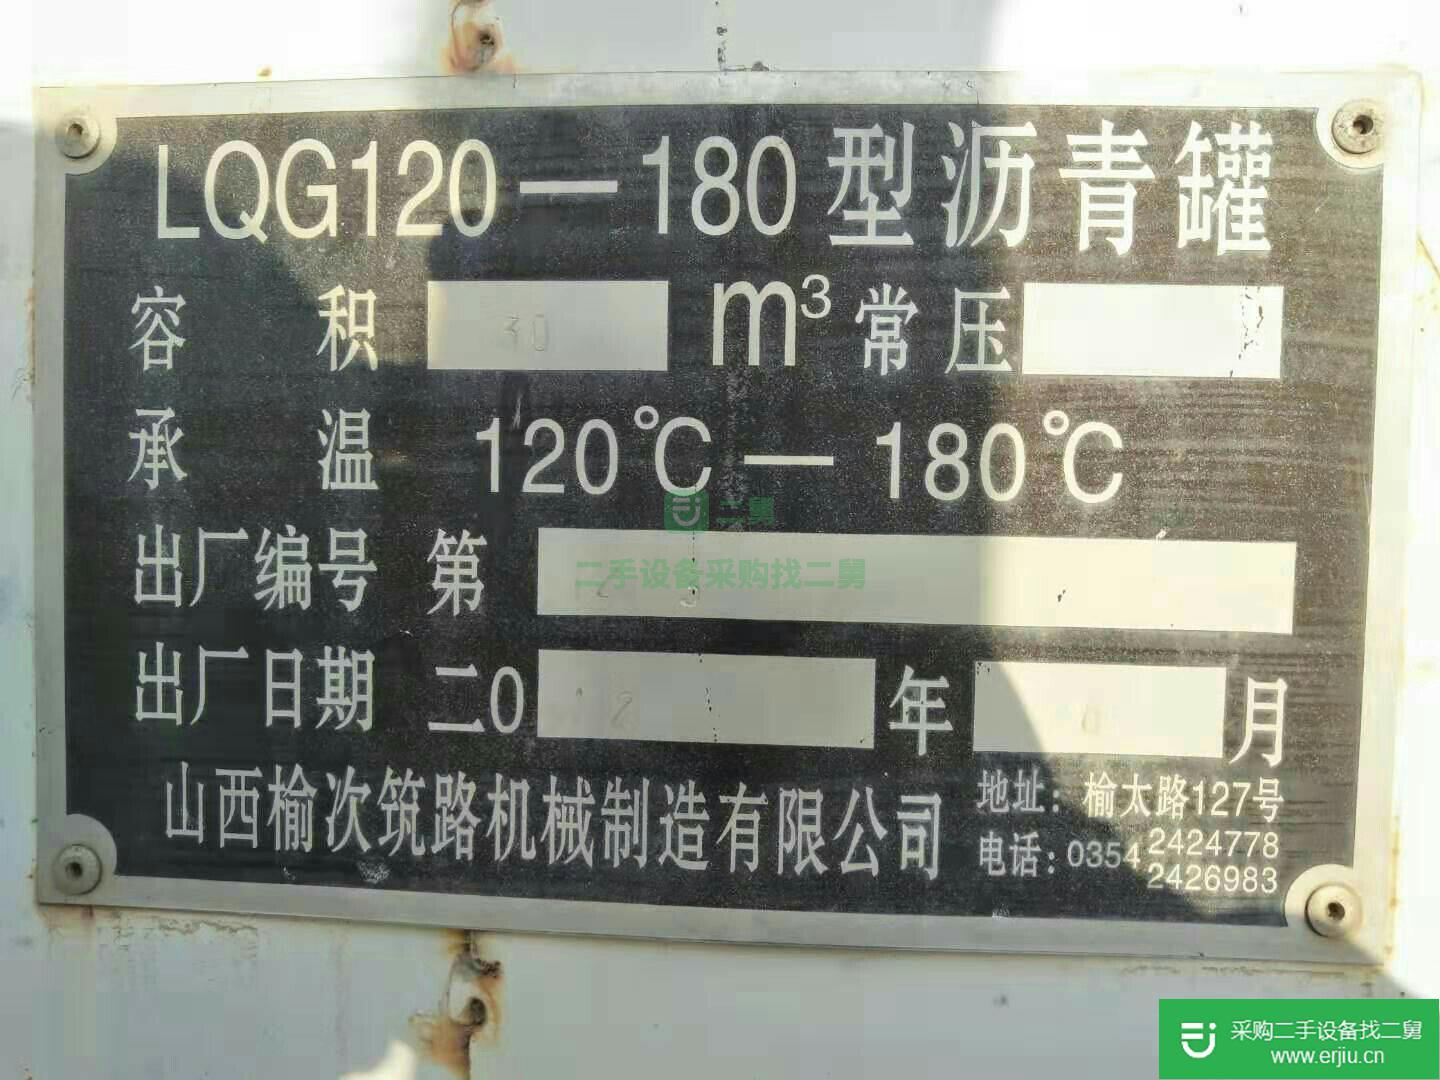 LQG120—180型沥青罐
容积 30 m³ 常压
承温 120℃—180℃
出厂编号 第
二舅
二手设备采购找二舅
出厂日期 二0 12 年 月
山西榆次筑路机械制造有限公司
地址：榆太路127号
电话：0354 2424778
2426983
采购二手设备找二舅
www.erjiu.cn